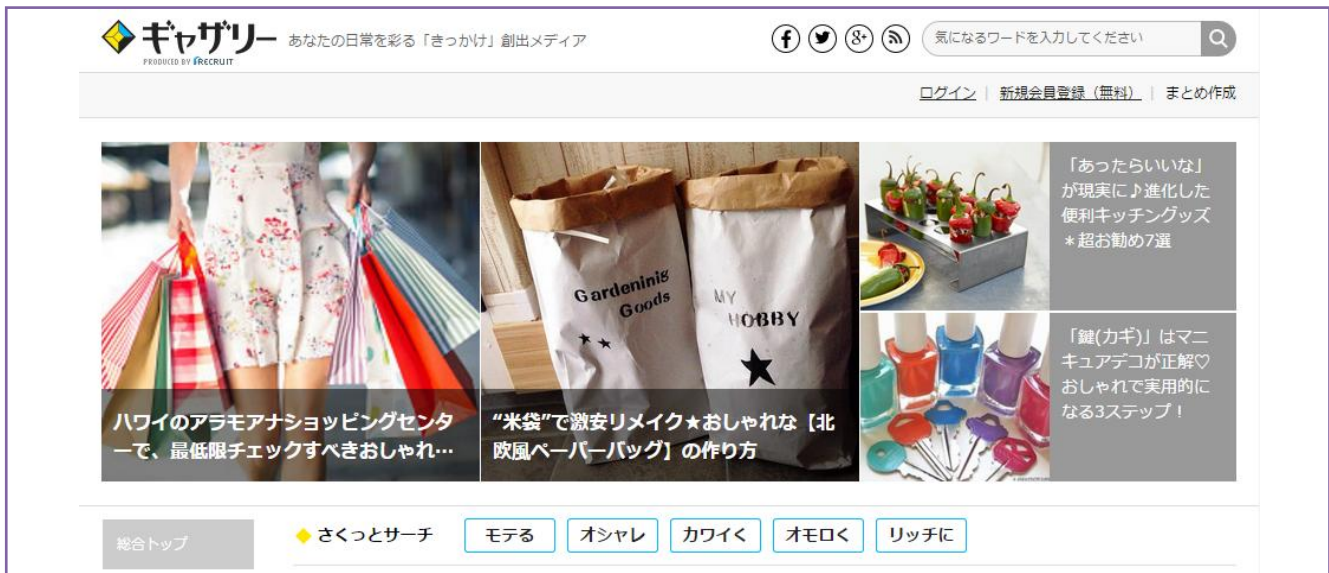 ギャザリー
PRODUCED BY RECRUIT
あなたの日常を彩る「きっかけ」創出メディア
気になるワードを入力してください
ログイン | 新規会員登録（無料） | まとめ作成
ハワイのアラモアナショッピングセンタ
ーで、最低限チェックすべきおしゃれ…
Gardeninig
Goods
MY
HOBBY
“米袋”で激安リメイク★おしゃれな【北
欧風ペーパーバッグ】の作り方
「あったらいいな」
が現実に♪進化した
便利キッチングッズ
＊超お勧め7選
「鍵(カギ)」はマニ
キュアデコが正解♡
おしゃれで実用的に
なる3ステップ！
総合トップ
さくっとサーチ
モテる
オシャレ
カワイく
オモロく
リッチに